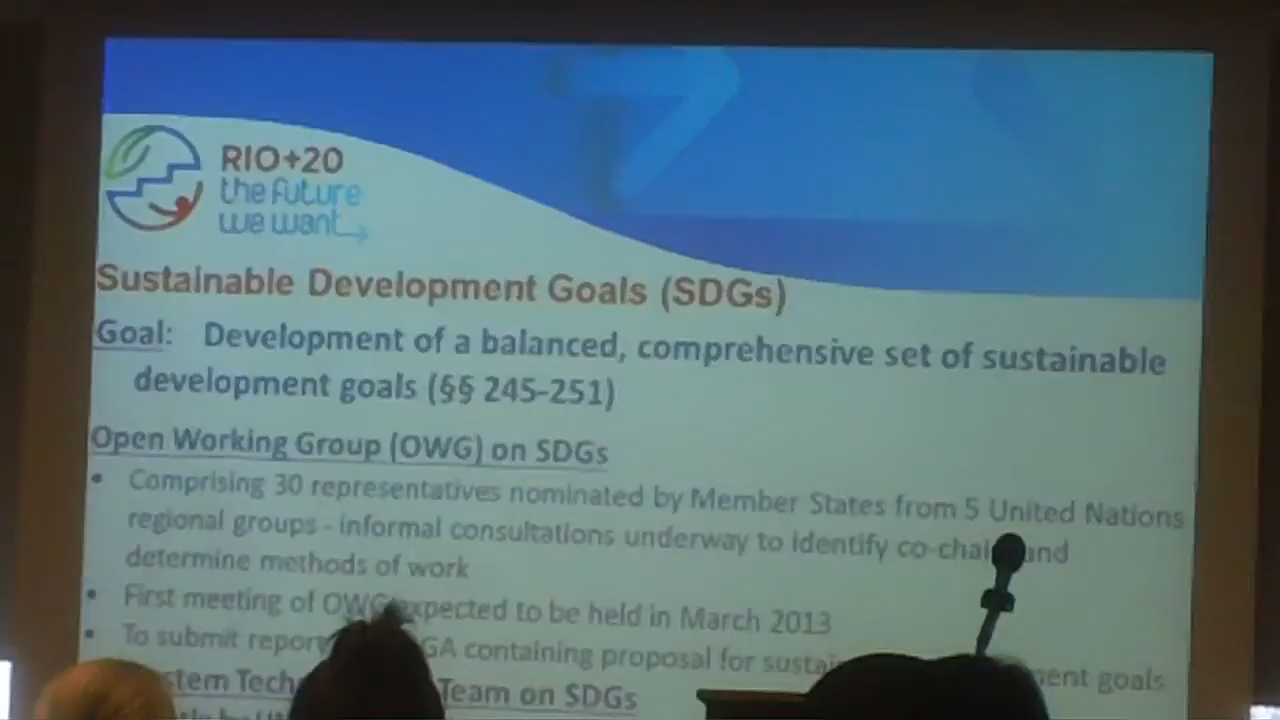 RIO+20
the future
we want
Sustainable Development Goals (SDGs)
Goal: Development of a balanced, comprehensive set of sustainable
development goals (§§ 245-251)
Open Working Group (OWG) on SDGs
• Comprising 30 representatives nominated by Member States from 5 United Nations
regional groups - informal consultations underway to identify and
determine methods of work
• First meeting of OWG expected to be held in March 2013
• To submit GA containing proposal for goals
Team on SDGs